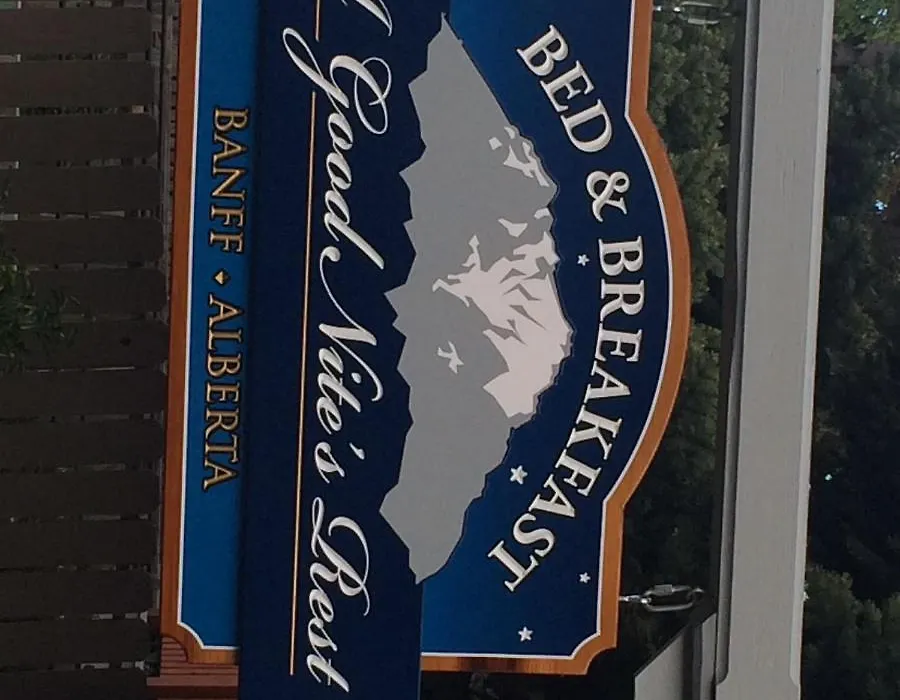 BED & BREAKFAST
A Good Nite's Rest
BANFF ◆ ALBERTA